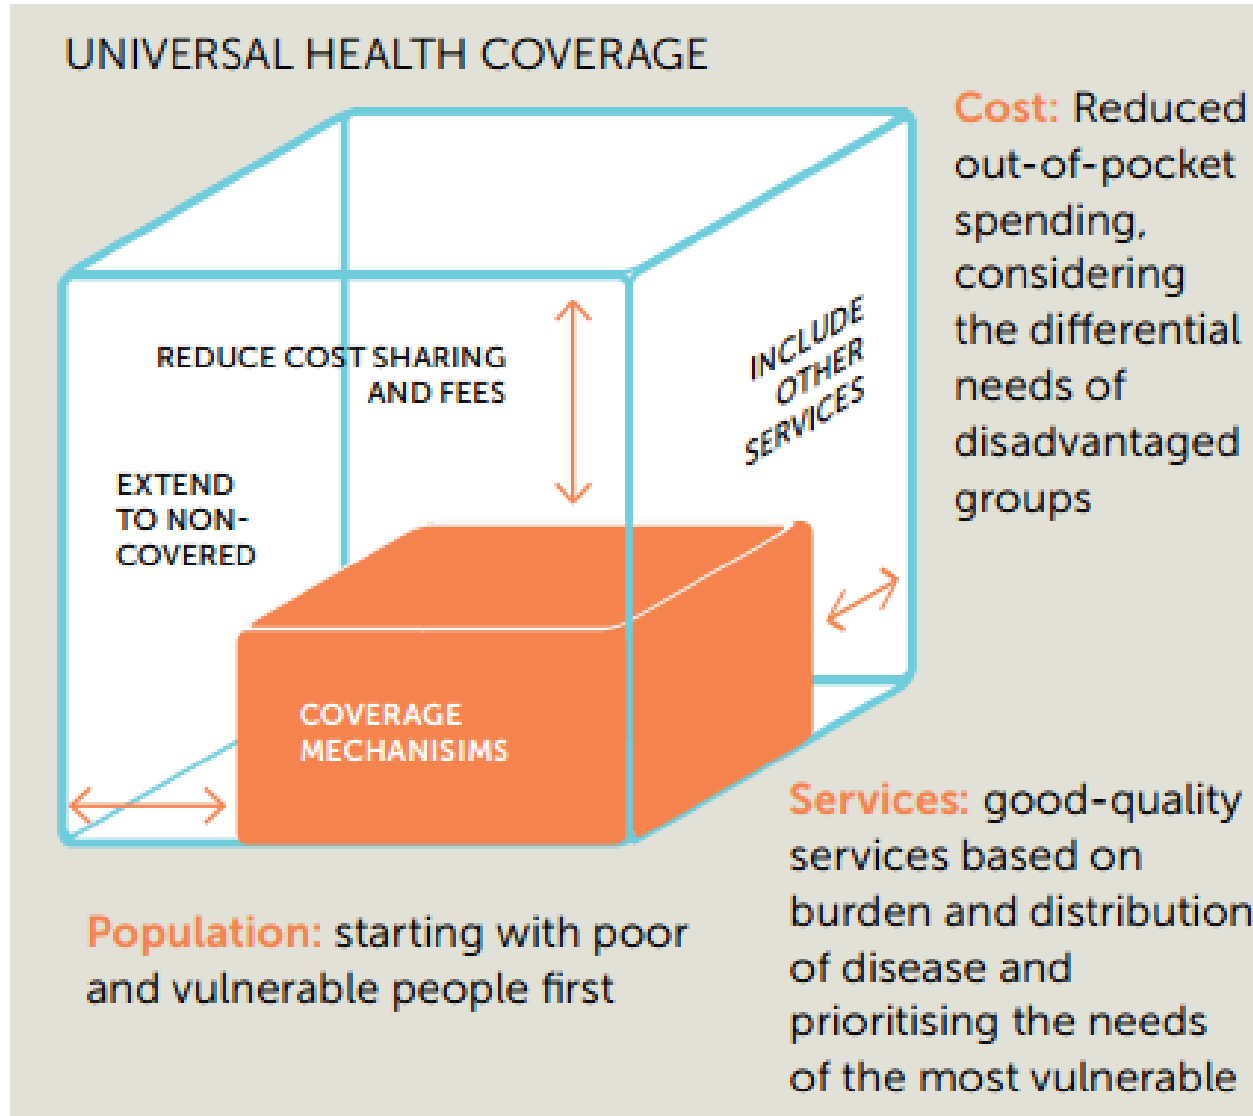 UNIVERSAL HEALTH COVERAGE
Cost: Reduced
out-of-pocket
spending,
considering
the differential
needs of
disadvantaged
groups
REDUCE COST SHARING
AND FEES
INCLUDE
OTHER
SERVICES
EXTEND
TO NON-
COVERED
COVERAGE
MECHANISIMS
Services: good-quality
services based on
burden and distribution
of disease and
prioritising the needs
of the most vulnerable
Population: starting with poor
and vulnerable people first